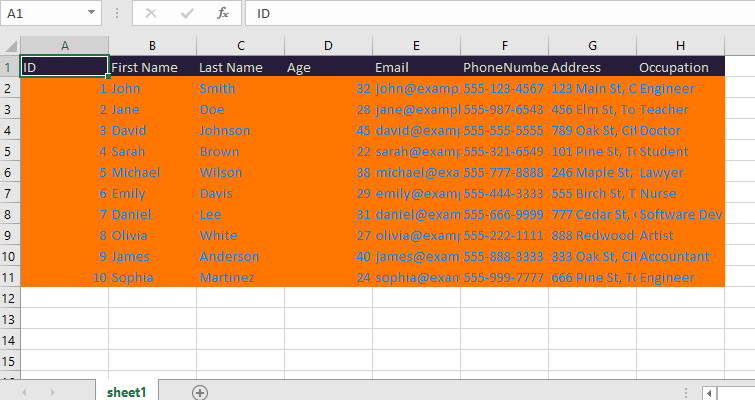 A1 fx ID
A B C D E F G H
1 ID First Name Last Name Age Email PhoneNumbe Address Occupation
2 1 John Smith 32 john@examp 555-123-4567 123 Main St, C Engineer
3 2 Jane Doe 28 jane@exampl 555-987-6543 456 Elm St, To Teacher
4 3 David Johnson 45 david@exam 555-555-5555 789 Oak St, Cit Doctor
5 4 Sarah Brown 22 sarah@exam 555-321-6549 101 Pine St, To Student
6 5 Michael Wilson 38 michael@exa 555-777-8888 246 Maple St, Lawyer
7 6 Emily Davis 29 emily@exam 555-444-3333 555 Birch St, T Nurse
8 7 Daniel Lee 31 daniel@exam 555-666-9999 777 Cedar St, Software Dev
9 8 Olivia White 27 olivia@exam 555-222-1111 888 Redwood Artist
10 9 James Anderson 40 james@exam 555-888-3333 333 Oak St, Cit Accountant
11 10 Sophia Martinez 24 sophia@exam 555-999-7777 666 Pine St, To Engineer
12
13
14
15
sheet1